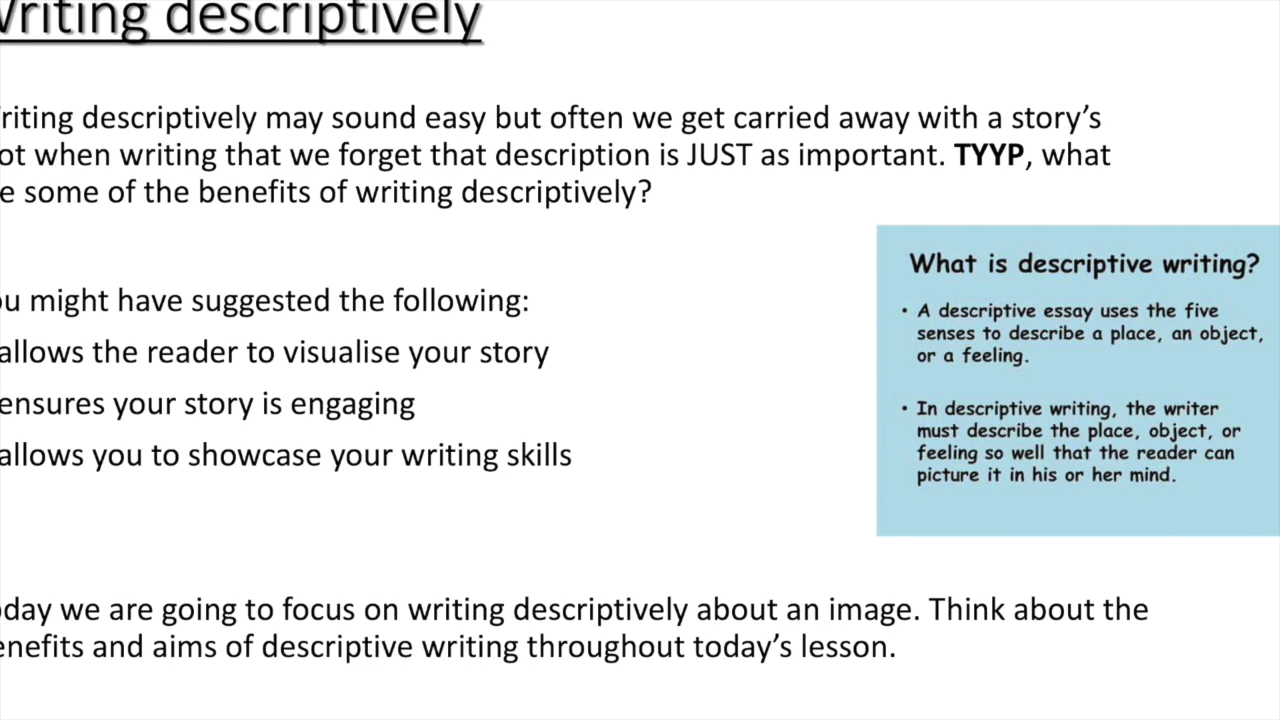 Writing descriptively
riting descriptively may sound easy but often we get carried away with a story's
ot when writing that we forget that description is JUST as important. TYYP, what
e some of the benefits of writing descriptively?
ou might have suggested the following:
allows the reader to visualise your story
ensures your story is engaging
allows you to showcase your writing skills
What is descriptive writing?
• A descriptive essay uses the five
senses to describe a place, an object,
or a feeling.
• In descriptive writing, the writer
must describe the place, object, or
feeling so well that the reader can
picture it in his or her mind.
oday we are going to focus on writing descriptively about an image. Think about the
enefits and aims of descriptive writing throughout today's lesson.